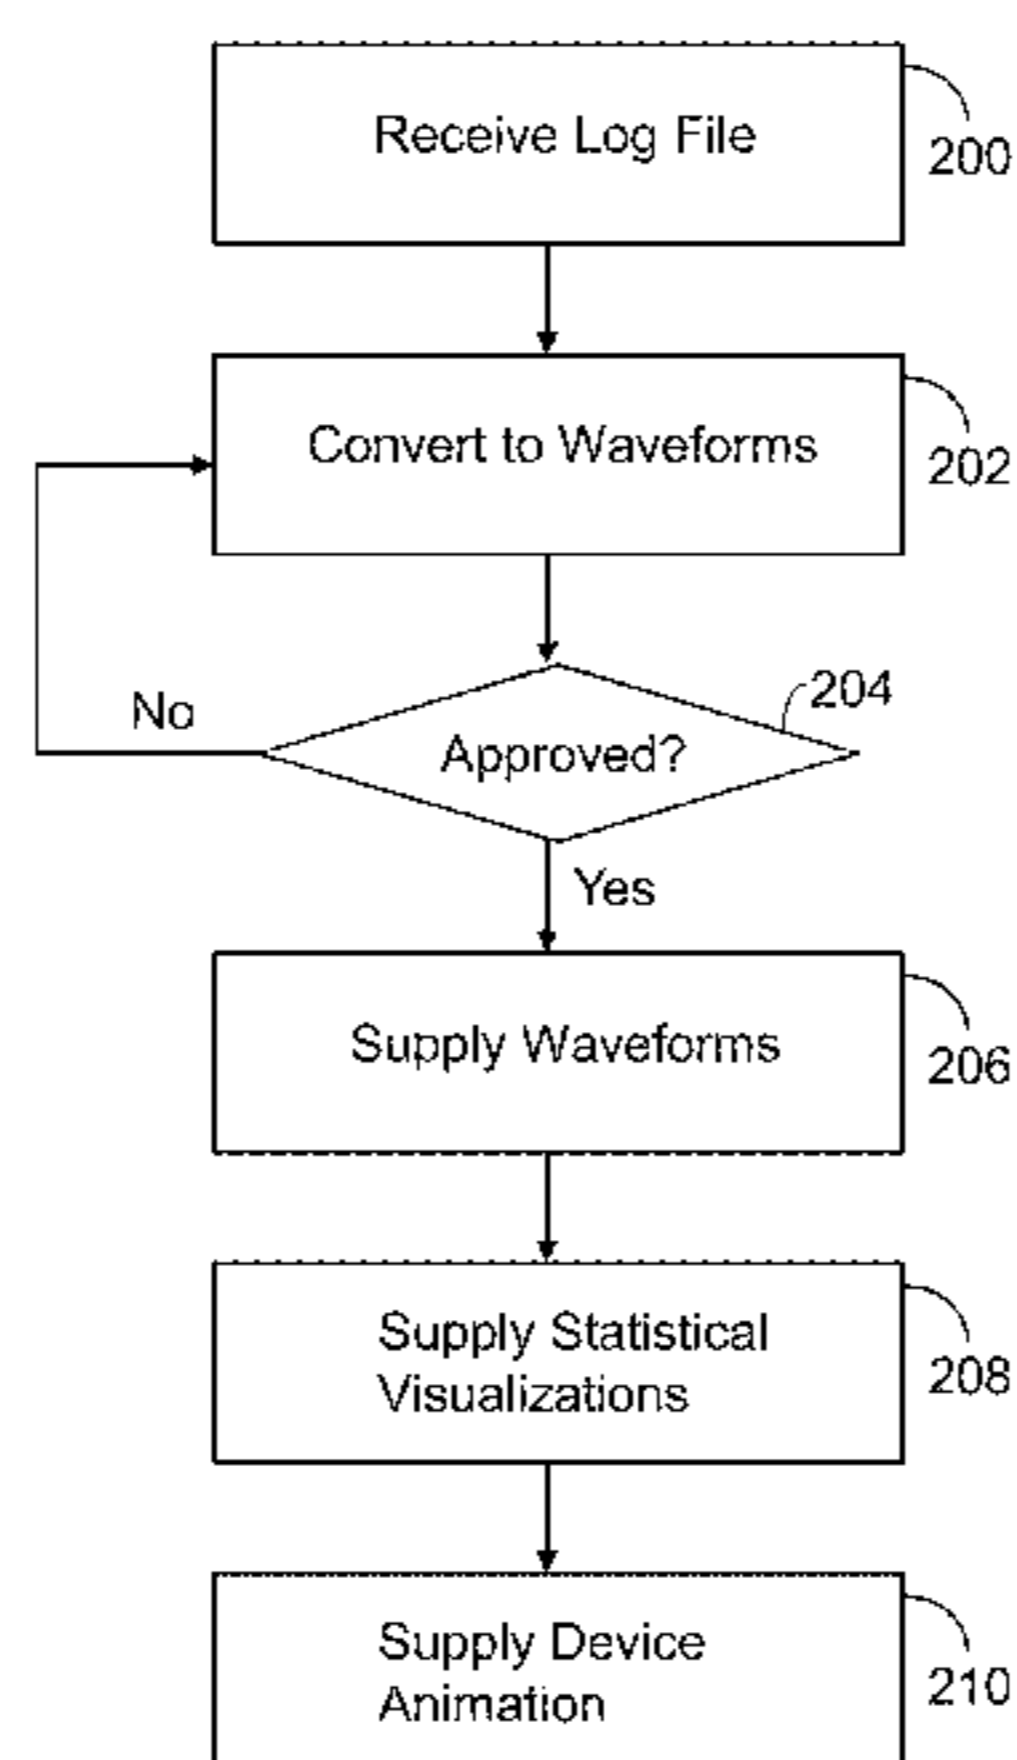 Receive Log File
200
Convert to Waveforms
202
204
No
Approved?
Yes
Supply Waveforms
206
Supply Statistical
Visualizations
208
Supply Device
Animation
210